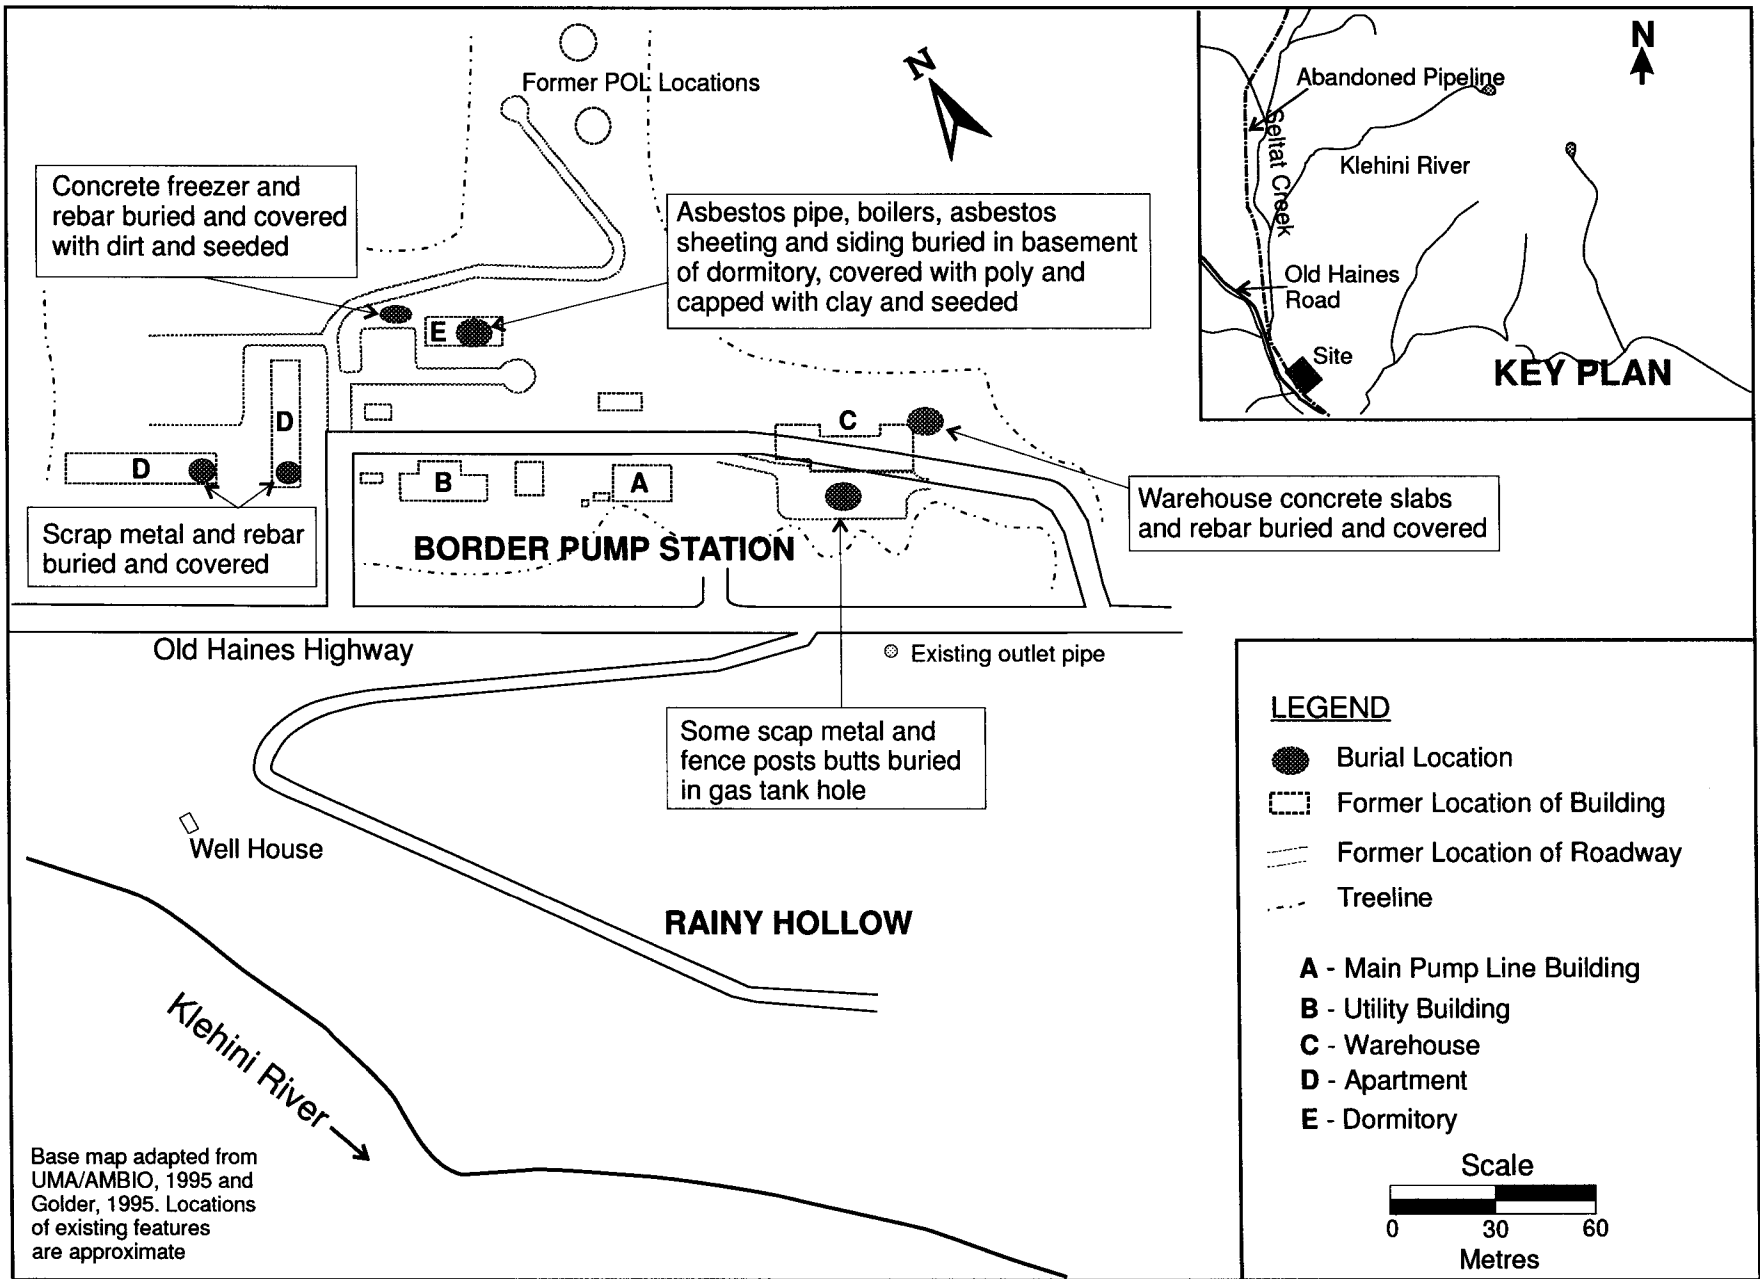 Former POL Locations
N
Concrete freezer and
rebar buried and covered
with dirt and seeded
Asbestos pipe, boilers, asbestos
sheeting and siding buried in basement
of dormitory, covered with poly and
capped with clay and seeded
E
D
D
C
B
A
Scrap metal and rebar
buried and covered
BORDER PUMP STATION
Warehouse concrete slabs
and rebar buried and covered
Old Haines Highway
Existing outlet pipe
Some scap metal and
fence posts butts buried
in gas tank hole
Well House
RAINY HOLLOW
Klehini River
Base map adapted from
UMA/AMBIO, 1995 and
Golder, 1995. Locations
of existing features
are approximate
N
Abandoned Pipeline
Seltat Creek
Klehini River
Old Haines
Road
Site
KEY PLAN
LEGEND
Burial Location
Former Location of Building
Former Location of Roadway
Treeline
A - Main Pump Line Building
B - Utility Building
C - Warehouse
D - Apartment
E - Dormitory
Scale
0 30 60
Metres